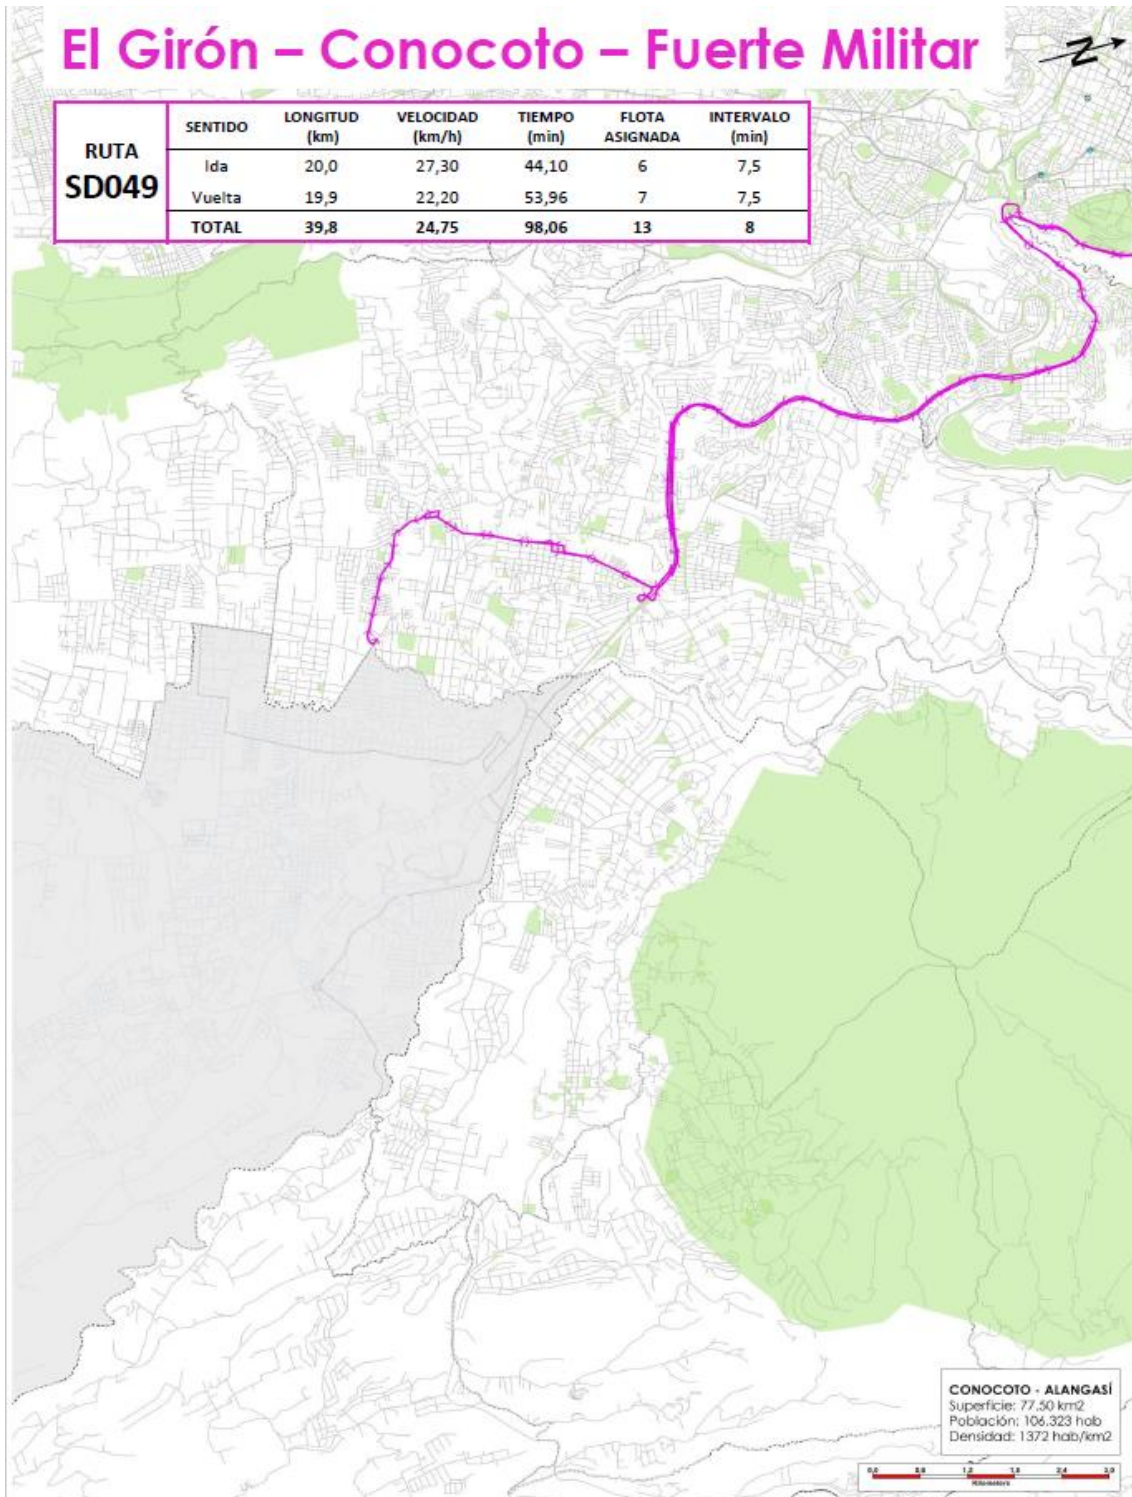 El Girón – Conocoto – Fuerte Militar
N
RUTA
SD049
SENTIDO LONGITUD (km) VELOCIDAD (km/h) TIEMPO (min) FLOTA ASIGNADA INTERVALO (min)
Ida 20,0 27,30 44,10 6 7,5
Vuelta 19,9 22,20 53,96 7 7,5
TOTAL 39,8 24,75 98,06 13 8
CONOCOTO - ALANGASÍ
Superficie: 77.50 km2
Población: 106.323 hab
Densidad: 1372 hab/km2
Kilometers